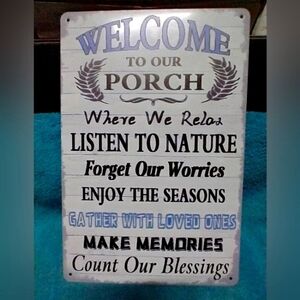 WELCOME
TO OUR
PORCH
Where We Relax
LISTEN TO NATURE
Forget Our Worries
ENJOY THE SEASONS
GATHER WITH LOVED ONES
MAKE MEMORIES
Count Our Blessings